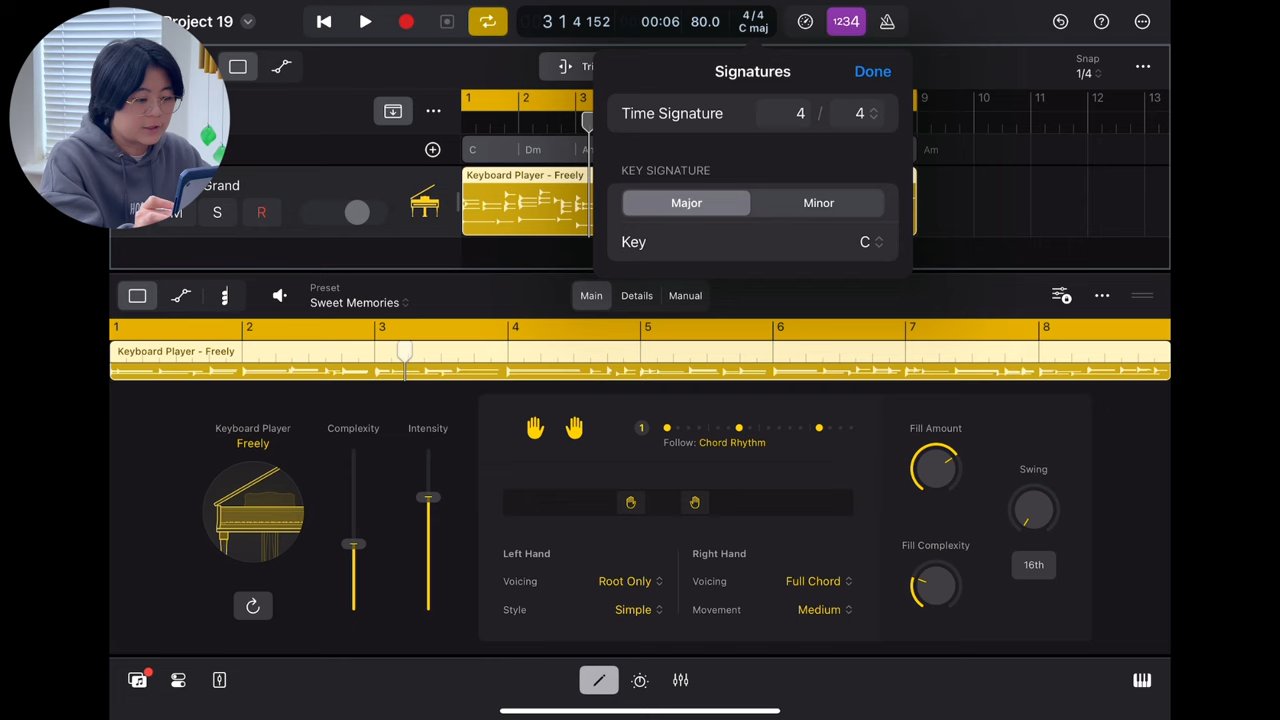 roject 19
3 1 4 152
00:06
80.0
4/4
C maj
1234
Tri
Signatures
Done
Snap
1/4
1
2
3
9
10
11
12
13
Time Signature
4 / 4
C
Dm
Am
KEY SIGNATURE
Keyboard Player - Freely
Grand
M
S
R
Major
Minor
Key
C
Preset
Sweet Memories
Main
Details
Manual
1
2
3
4
5
6
7
8
Keyboard Player - Freely
Keyboard Player
Freely
Complexity
Intensity
1
Follow: Chord Rhythm
Fill Amount
Swing
Left Hand
Right Hand
Fill Complexity
16th
Voicing
Root Only
Voicing
Full Chord
Style
Simple
Movement
Medium